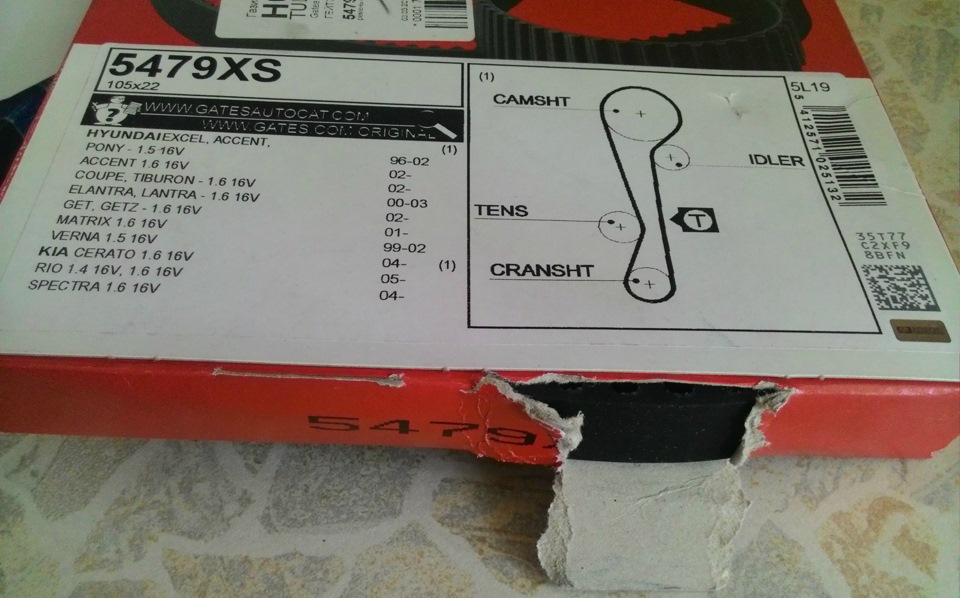 5479XS
105x22
WWW.GATESAUTOCAT.COM
WWW.GATES.COM/ORIGINAL
HYUNDAI EXCEL, ACCENT,
PONY - 1.5 16V 96-02 (1)
ACCENT 1.6 16V 02-
COUPE, TIBURON - 1.6 16V 02-
ELANTRA, LANTRA - 1.6 16V 00-03
GET, GETZ - 1.6 16V 02-
MATRIX 1.6 16V 01-
VERNA 1.5 16V 99-02
KIA CERATO 1.6 16V 04- (1)
RIO 1.4 16V, 1.6 16V 05-
SPECTRA 1.6 16V 04-
(1)
CAMSHT
IDLER
TENS
T
CRANSHT
5L19
5 412571 025132
35T77
C2XF9
8BFN
5479